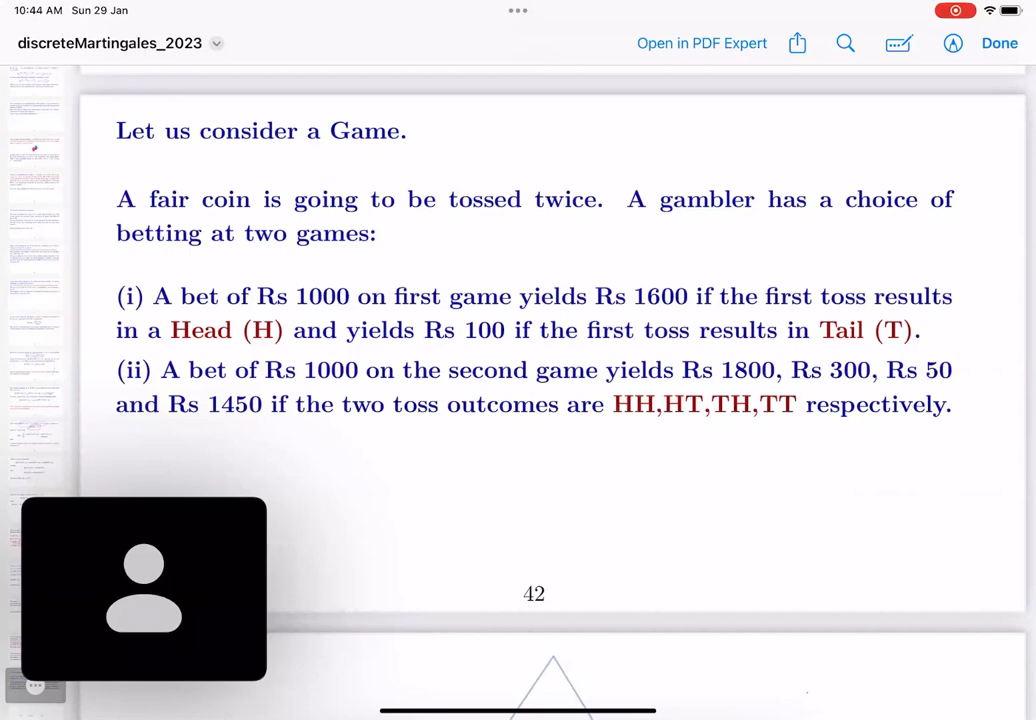 10:44 AM Sun 29 Jan
discreteMartingales_2023
Open in PDF Expert
Done
Let us consider a Game.
A fair coin is going to be tossed twice. A gambler has a choice of
betting at two games:
(i) A bet of Rs 1000 on first game yields Rs 1600 if the first toss results
in a Head (H) and yields Rs 100 if the first toss results in Tail (T).
(ii) A bet of Rs 1000 on the second game yields Rs 1800, Rs 300, Rs 50
and Rs 1450 if the two toss outcomes are HH,HT,TH,TT respectively.
42